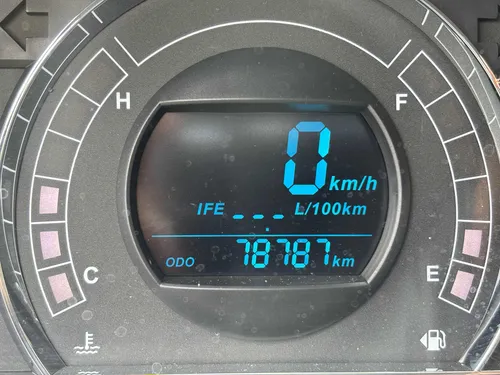 H
F
0 km/h
IFE _ _ _._ L/100km
C
E
ODO 78787 km